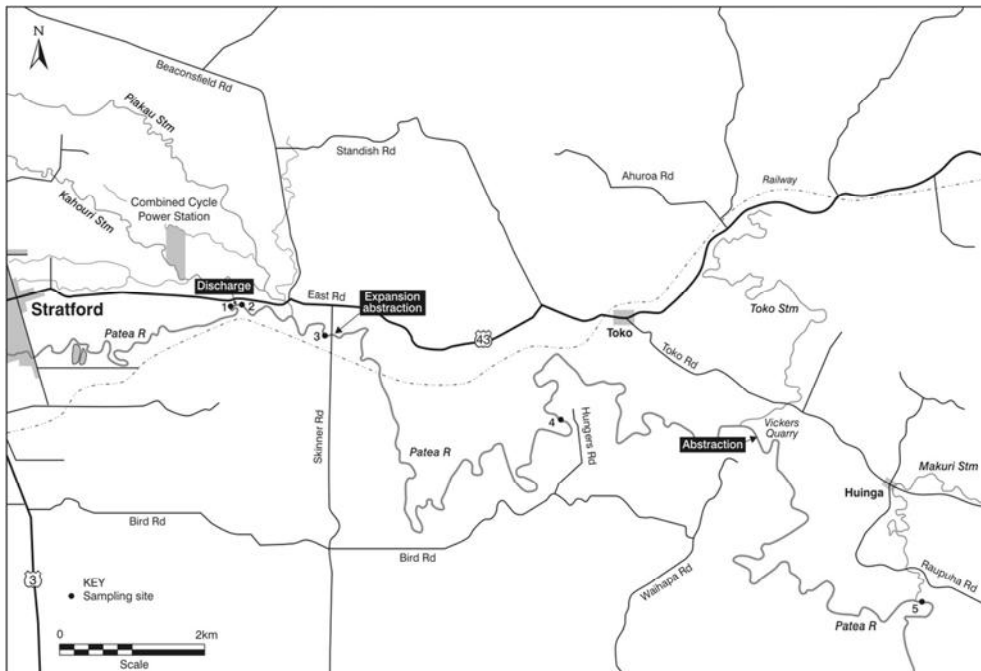 N
Beaconsfield Rd
Piakau Stm
Standish Rd
Ahuroa Rd
Railway
Combined Cycle
Power Station
Kahouri Stm
Discharge
Stratford
1
2
East Rd
Expansion
abstraction
Patea R
3
43
Toko
Toko Stm
Toko Rd
Skinner Rd
4
Hungers Rd
Patea R
Abstraction
Vickers
Quarry
Makuri Stm
Huinga
Bird Rd
Bird Rd
Waihapa Rd
Raupuha Rd
3
KEY
Sampling site
5
Patea R
0
2km
Scale